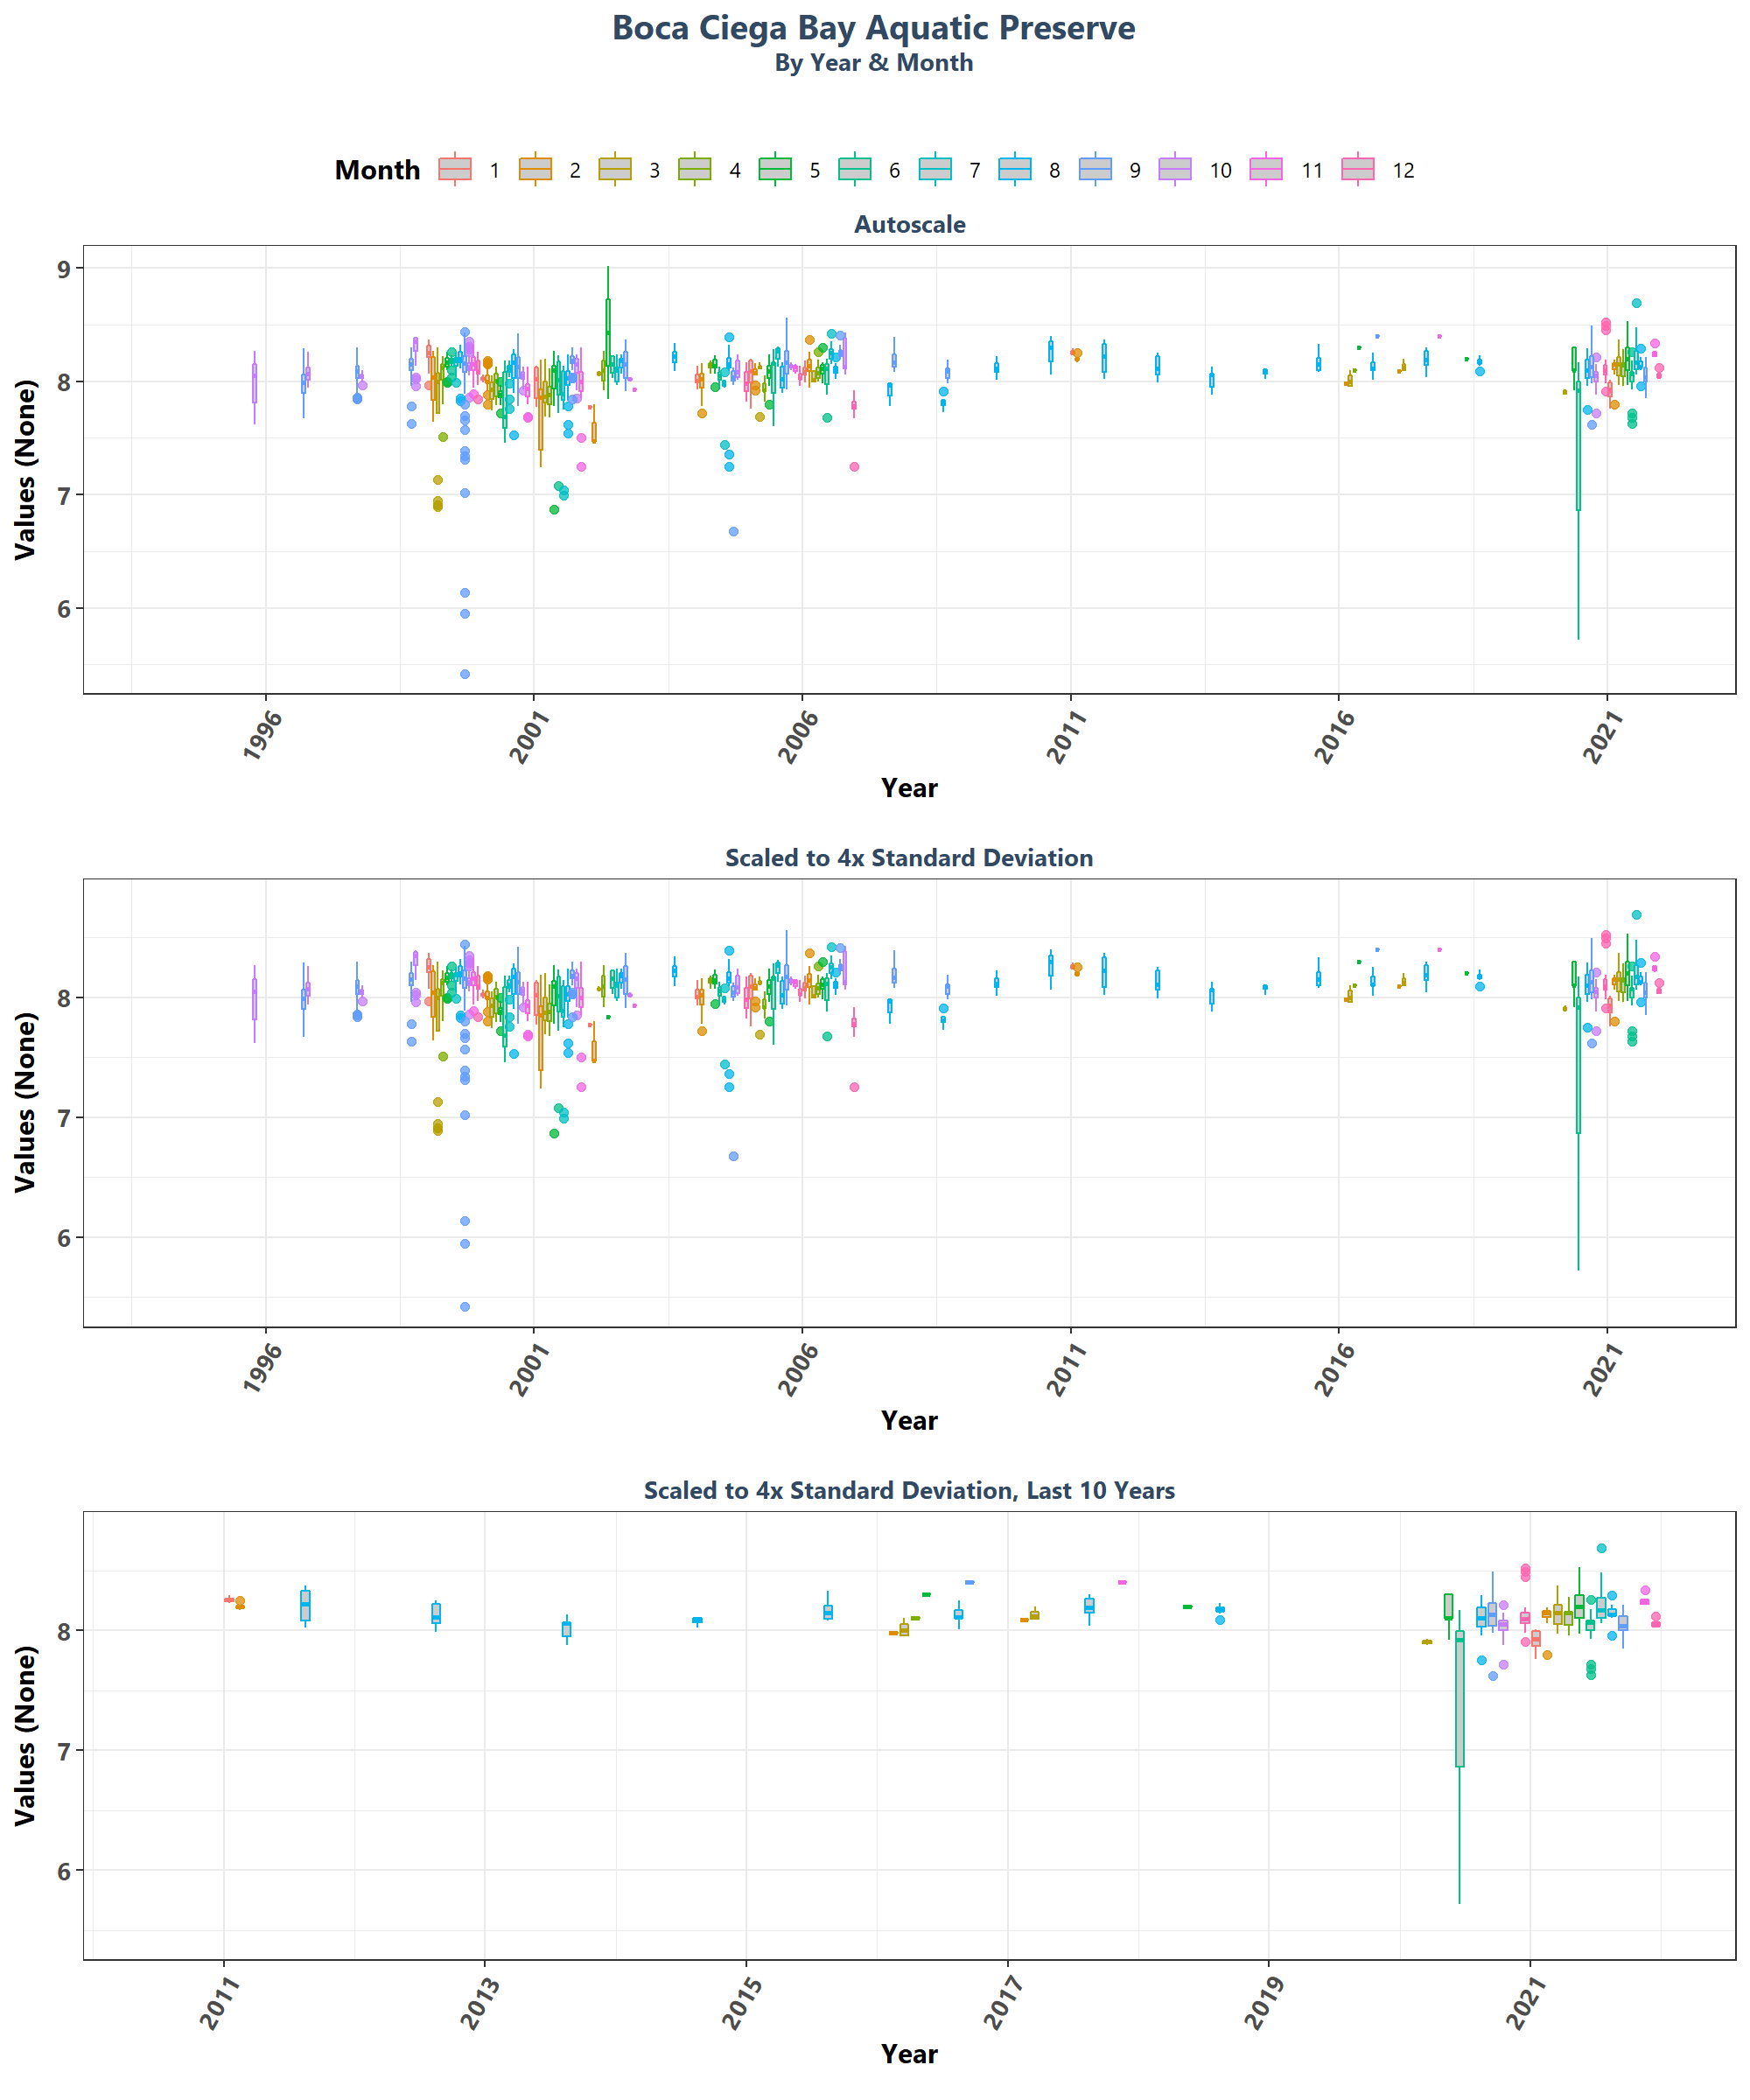 Boca Ciega Bay Aquatic Preserve
By Year & Month
Month 1 2 3 4 5 6 7 8 9 10 11 12
Autoscale
Values (None)
9
8
7
6
1996 2001 2006 2011 2016 2021
Year
Scaled to 4x Standard Deviation
Values (None)
8
7
6
1996 2001 2006 2011 2016 2021
Year
Scaled to 4x Standard Deviation, Last 10 Years
Values (None)
8
7
6
2011 2013 2015 2017 2019 2021
Year